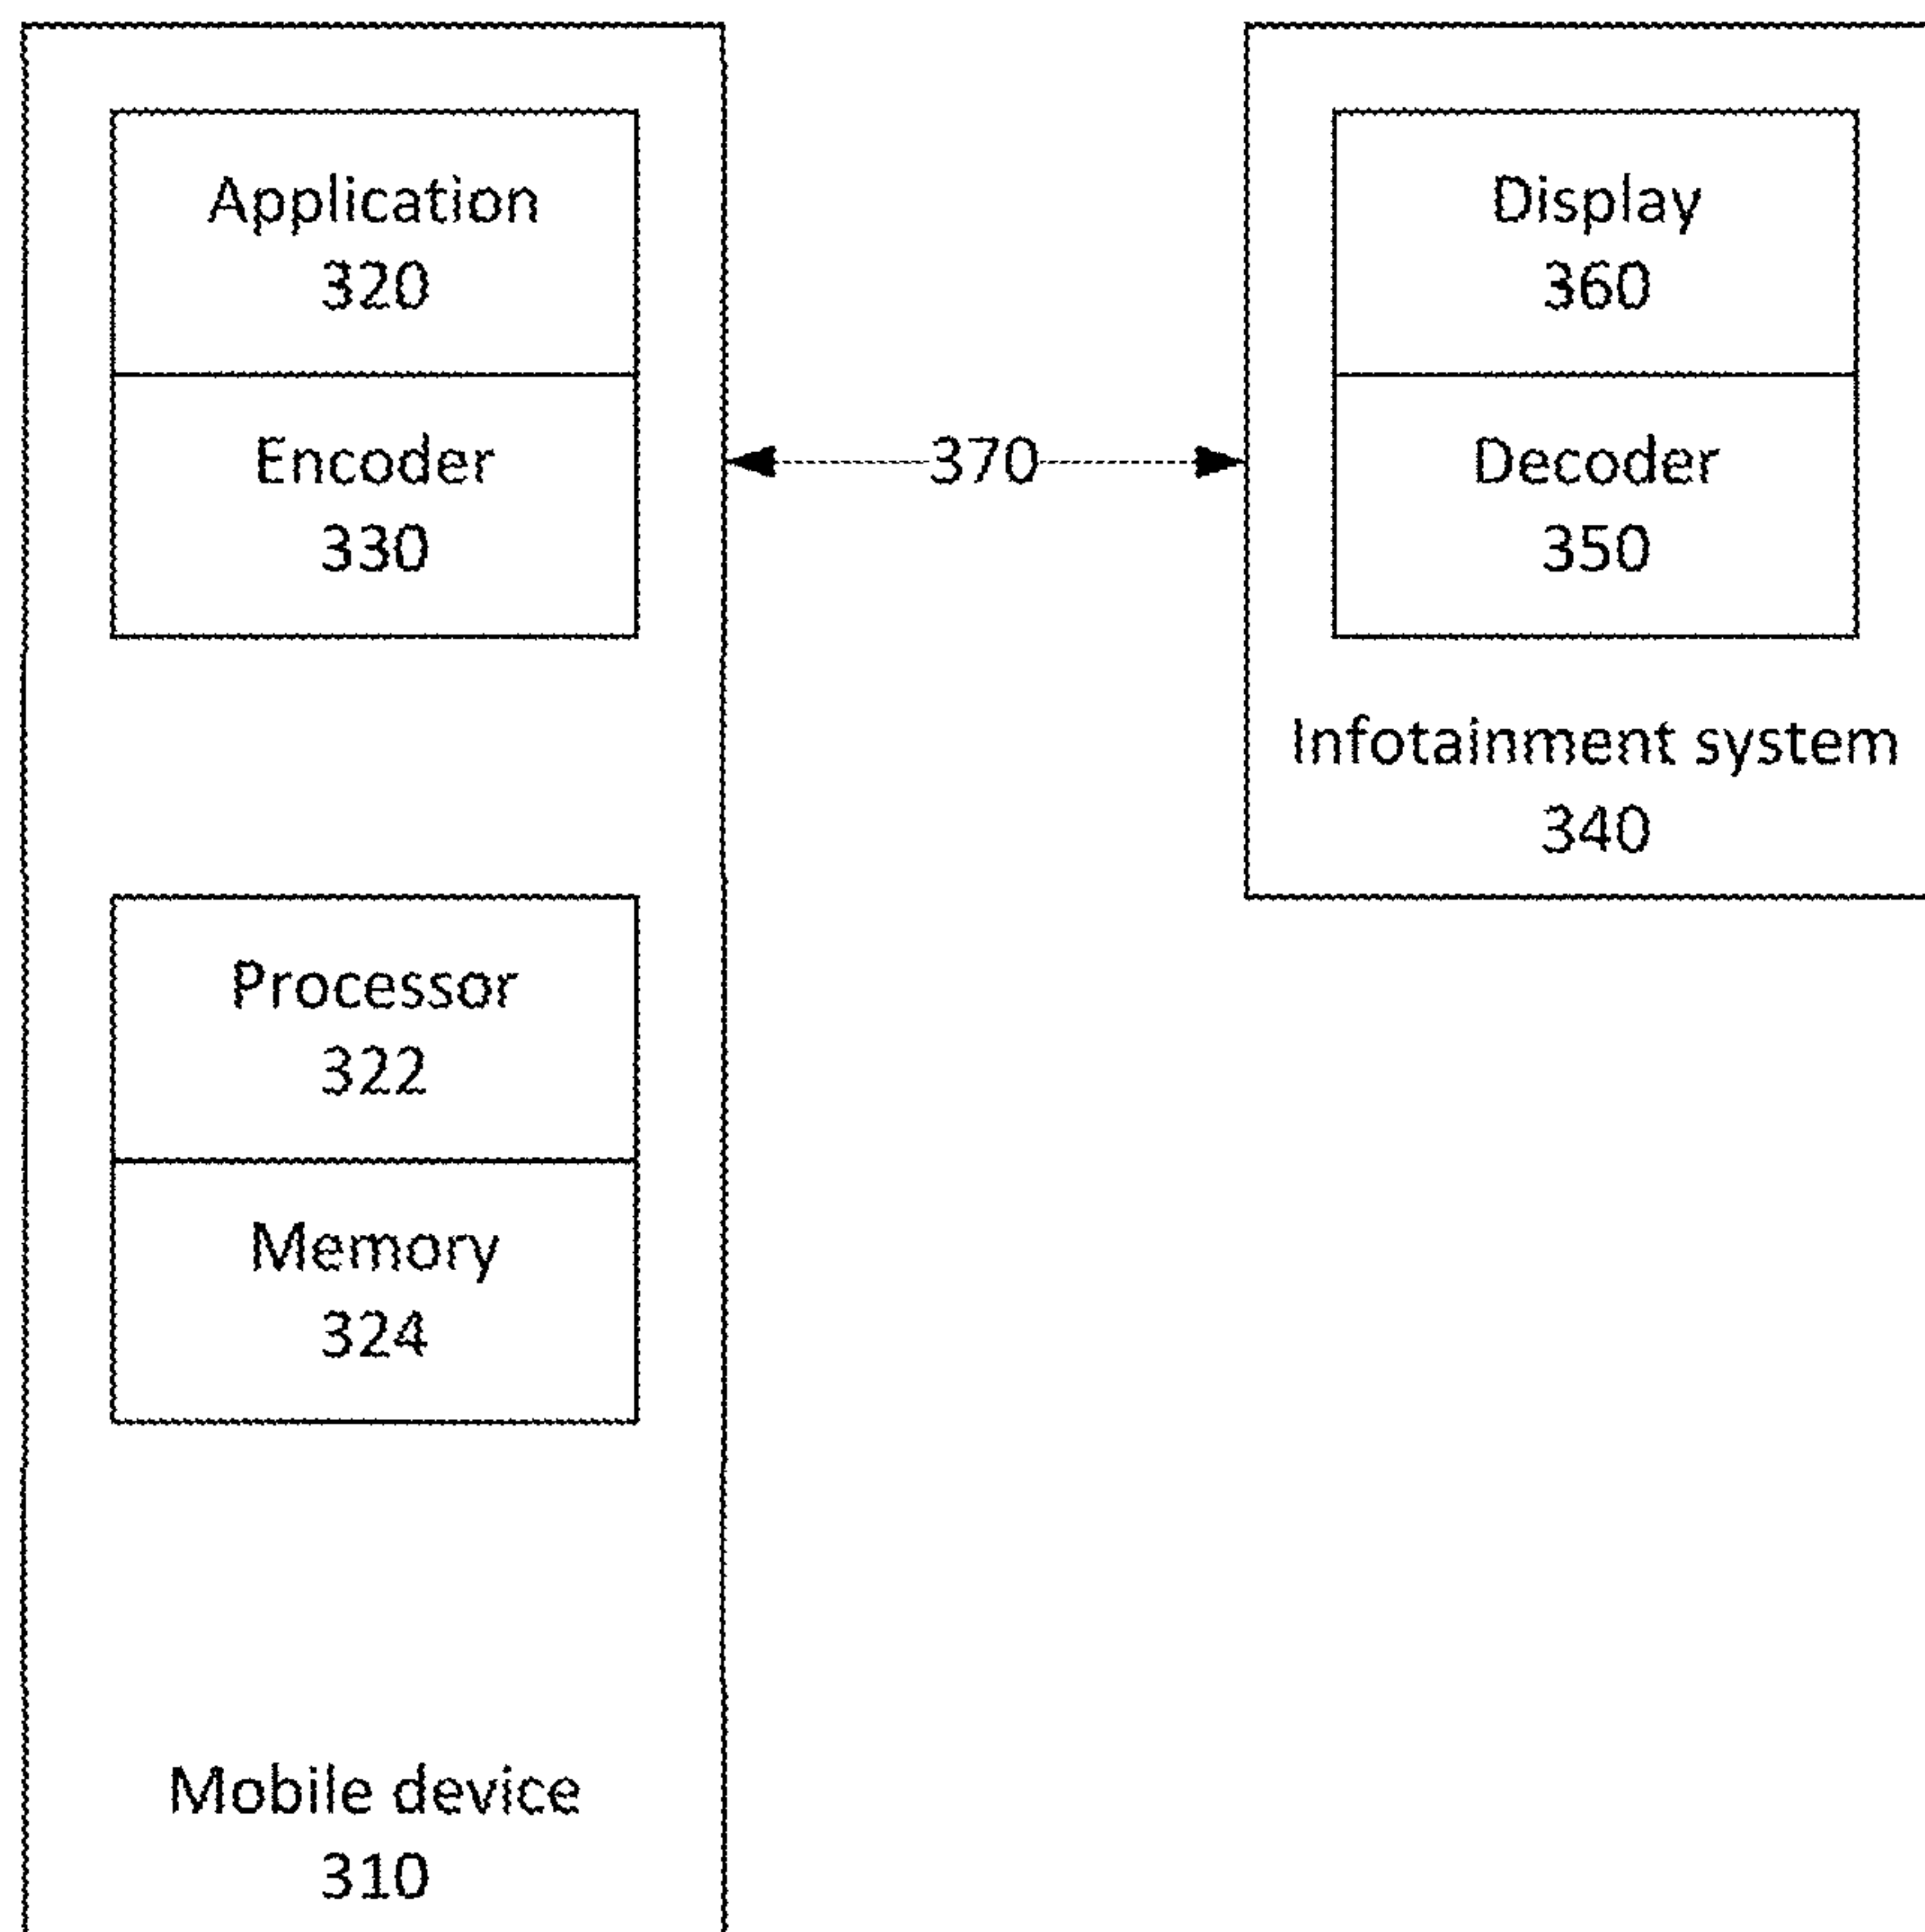 Application
320
Encoder
330
Processor
322
Memory
324
Mobile device
310
370
Display
360
Decoder
350
Infotainment system
340